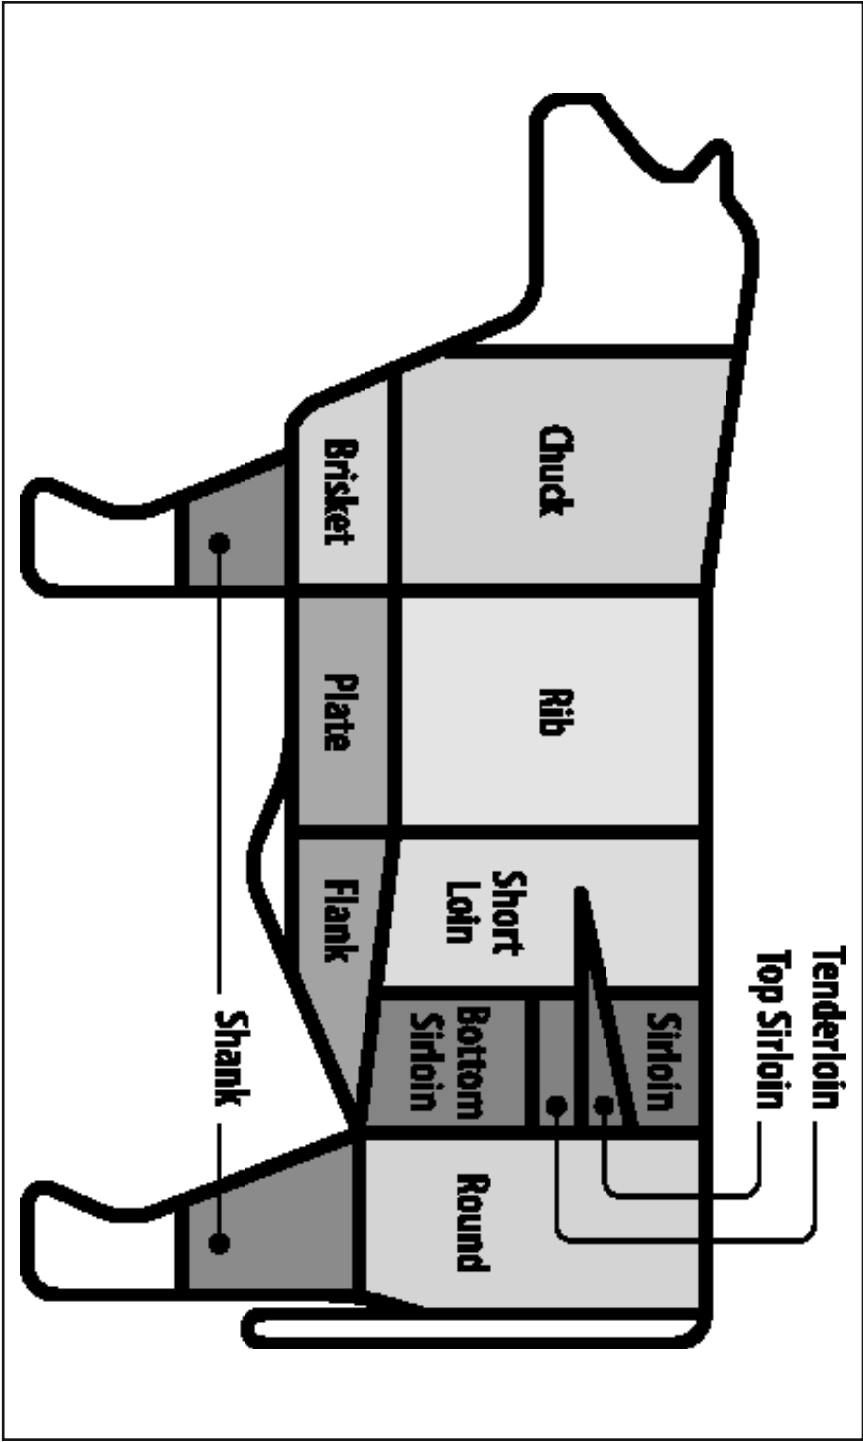 Tenderloin
Top Sirloin
Chuck
Rib
Short
Loin
Sirloin
Bottom
Sirloin
Round
Brisket
Plate
Flank
Shank